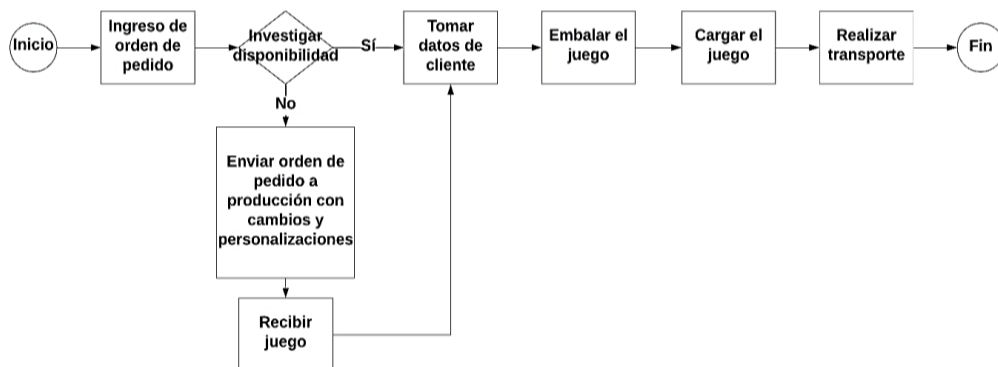 Inicio
Ingreso de
orden de
pedido
Investigar
disponibilidad
Sí
Tomar
datos de
cliente
Embalar el
juego
Cargar el
juego
Realizar
transporte
Fin
No
Enviar orden de
pedido a
producción con
cambios y
personalizaciones
Recibir
juego